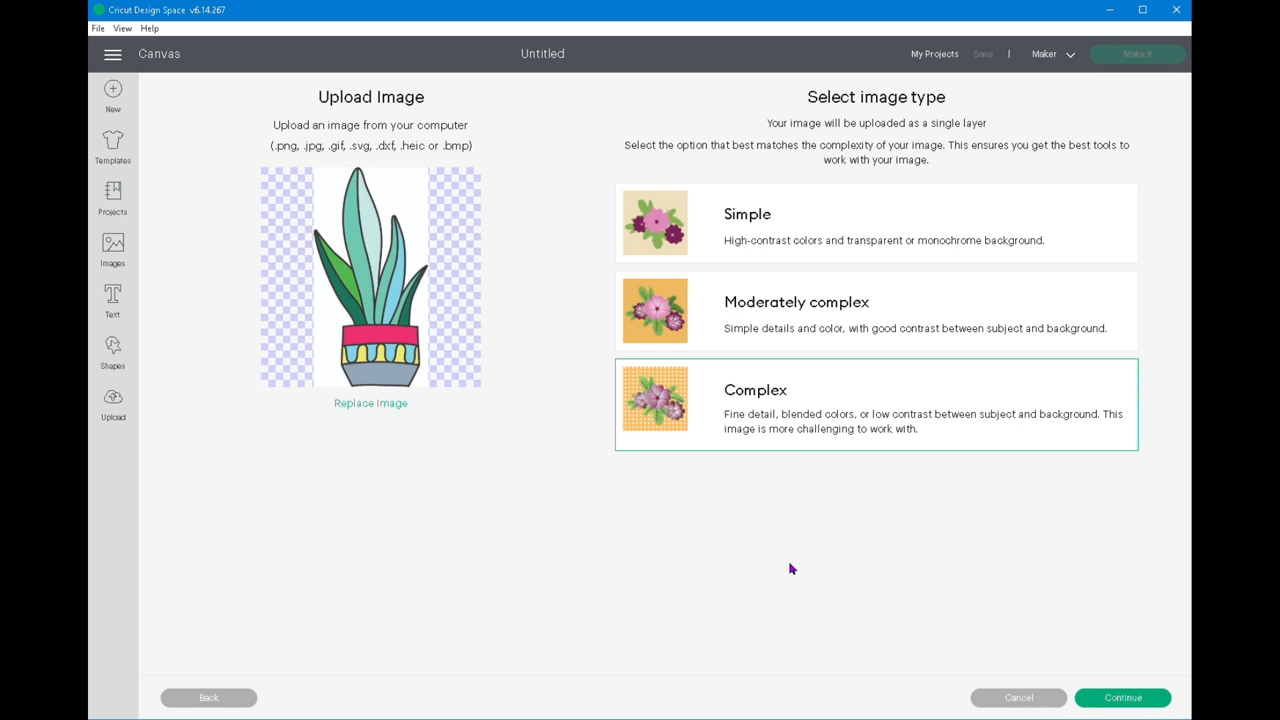 Cricut Design Space v6.14.267
File View Help
Canvas
Untitled
My Projects Save | Maker Make It
New
Templates
Projects
Images
Text
Shapes
Upload
Upload Image
Upload an image from your computer
(.png, .jpg, .gif, .svg, .dxf, .heic or .bmp)
Replace Image
Select image type
Your image will be uploaded as a single layer
Select the option that best matches the complexity of your image. This ensures you get the best tools to
work with your image.
Simple
High-contrast colors and transparent or monochrome background.
Moderately complex
Simple details and color, with good contrast between subject and background.
Complex
Fine detail, blended colors, or low contrast between subject and background. This
image is more challenging to work with.
Back
Cancel
Continue